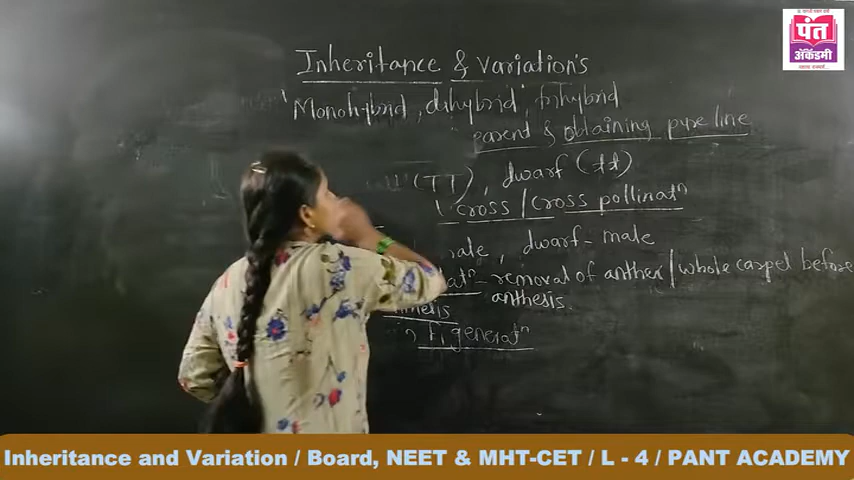 Inheritance & Variation's
Monohybrid, dihybrid, trihybrid
parent & obtaining pure line
(TT), dwarf (tt)
cross / cross pollinatⁿ
male, dwarf - male
removal of anther / whole carpel before
anthesis.
F₁ generatⁿ
पंत
अ‍ॅकॅडमी
Inheritance and Variation / Board, NEET & MHT-CET / L - 4 / PANT ACADEMY